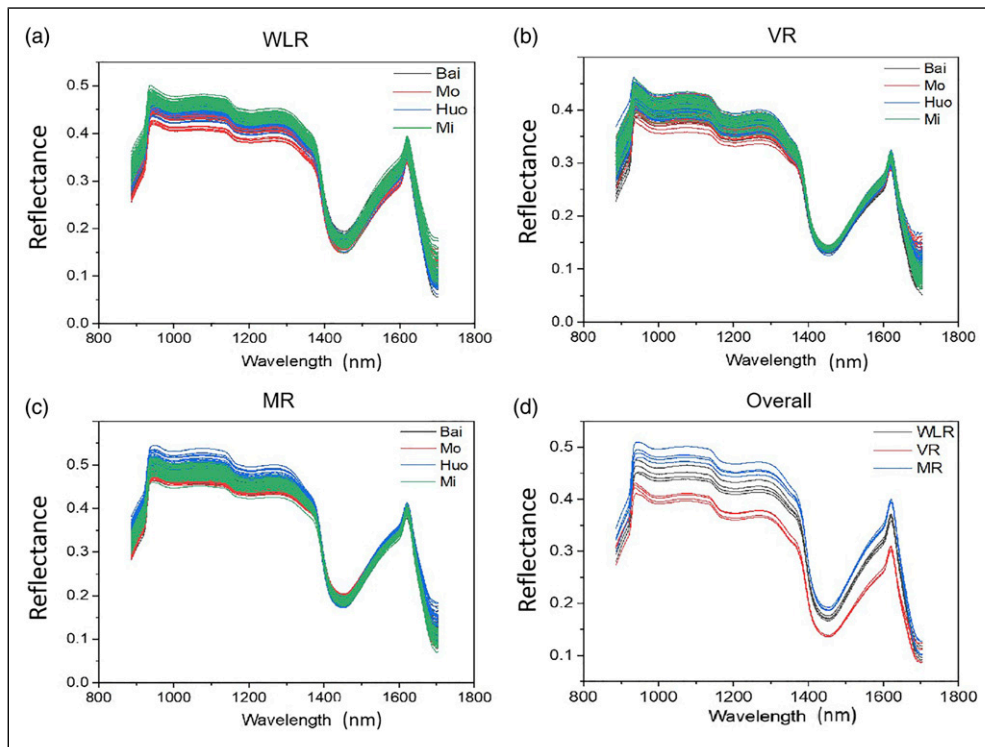 (a)
WLR
Bai
Mo
Huo
Mi
0.5
0.4
0.3
0.2
0.1
0.0
Reflectance
800 1000 1200 1400 1600 1800
Wavelength (nm)
(b)
VR
Bai
Mo
Huo
Mi
0.4
0.3
0.2
0.1
0.0
Reflectance
800 1000 1200 1400 1600 1800
Wavelength (nm)
(c)
MR
Bai
Mo
Huo
Mi
0.5
0.4
0.3
0.2
0.1
0.0
Reflectance
800 1000 1200 1400 1600 1800
Wavelength (nm)
(d)
Overall
WLR
VR
MR
0.5
0.4
0.3
0.2
0.1
Reflectance
800 1000 1200 1400 1600 1800
Wavelength (nm)